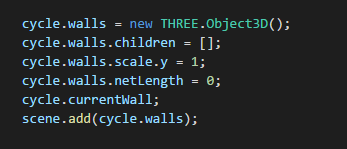 cycle.walls = new THREE.Object3D();
cycle.walls.children = [];
cycle.walls.scale.y = 1;
cycle.walls.netLength = 0;
cycle.currentWall;
scene.add(cycle.walls);